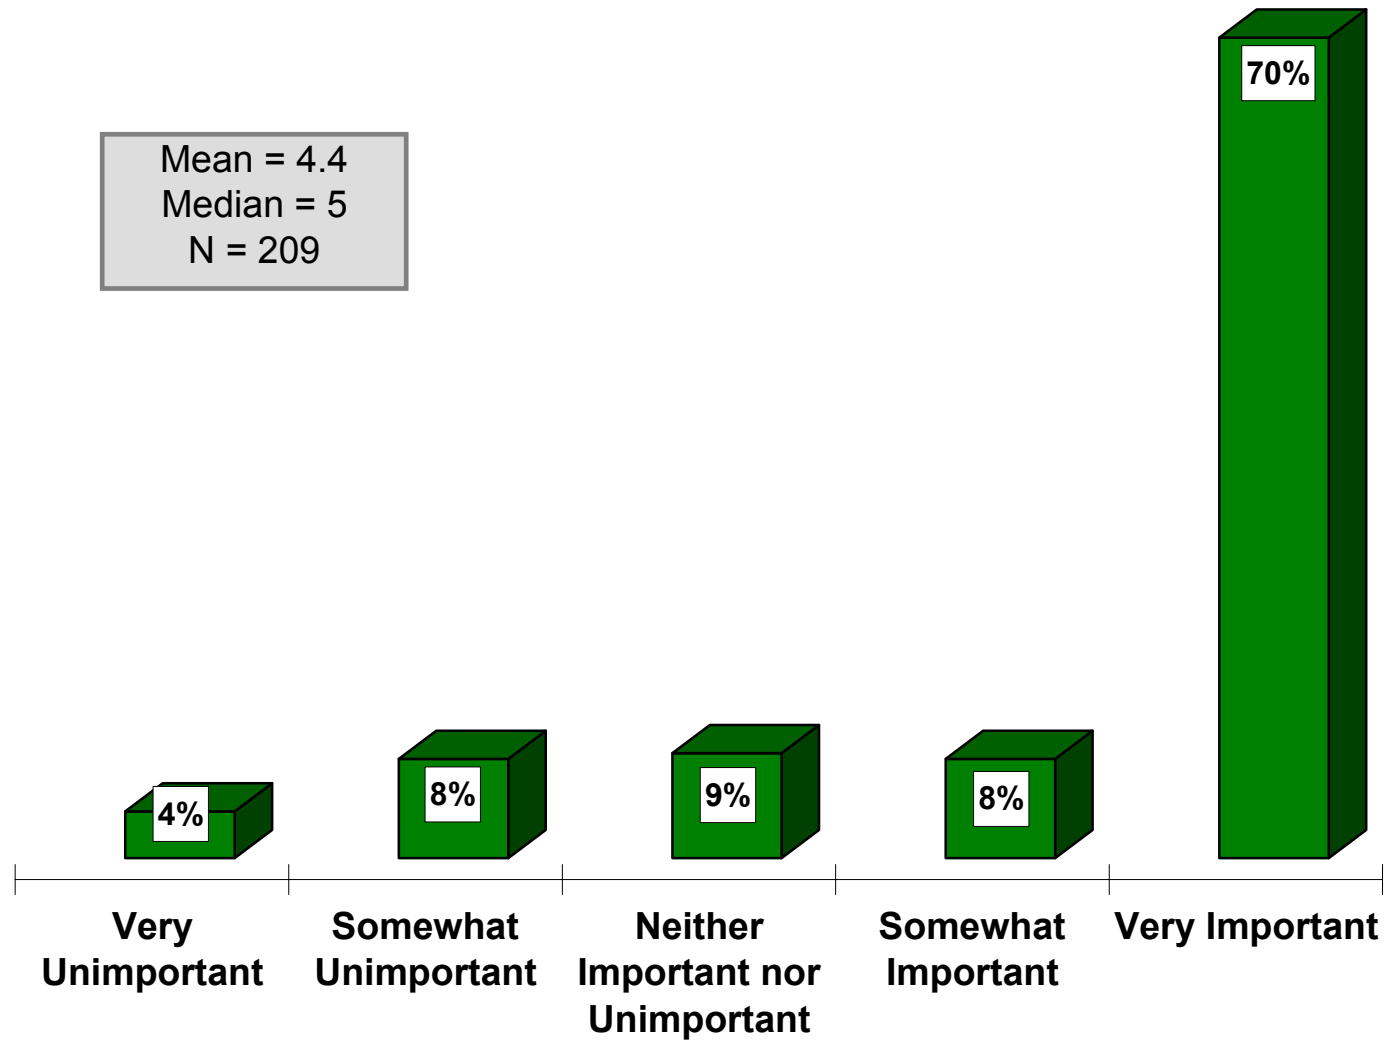 Mean = 4.4
Median = 5
N = 209
70%
4%
8%
9%
8%
Very
Unimportant
Somewhat
Unimportant
Neither
Important nor
Unimportant
Somewhat
Important
Very Important